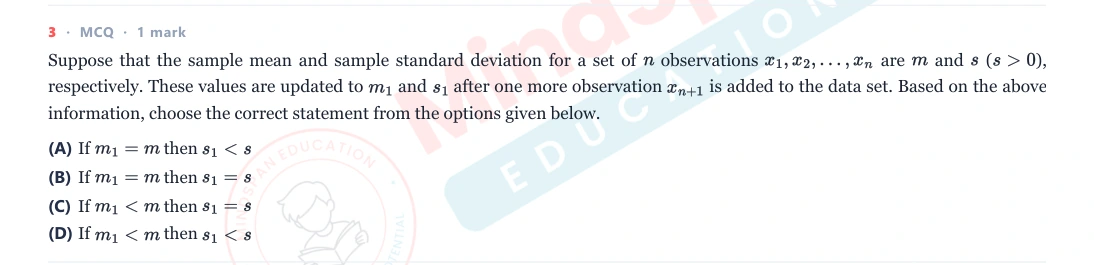 3 · MCQ · 1 mark
Suppose that the sample mean and sample standard deviation for a set of n observations x₁, x₂, . . . , xₙ are m and s (s > 0),
respectively. These values are updated to m₁ and s₁ after one more observation xₙ₊₁ is added to the data set. Based on the above
information, choose the correct statement from the options given below.
(A) If m₁ = m then s₁ < s
(B) If m₁ = m then s₁ = s
(C) If m₁ < m then s₁ = s
(D) If m₁ < m then s₁ < s
EDUCATION